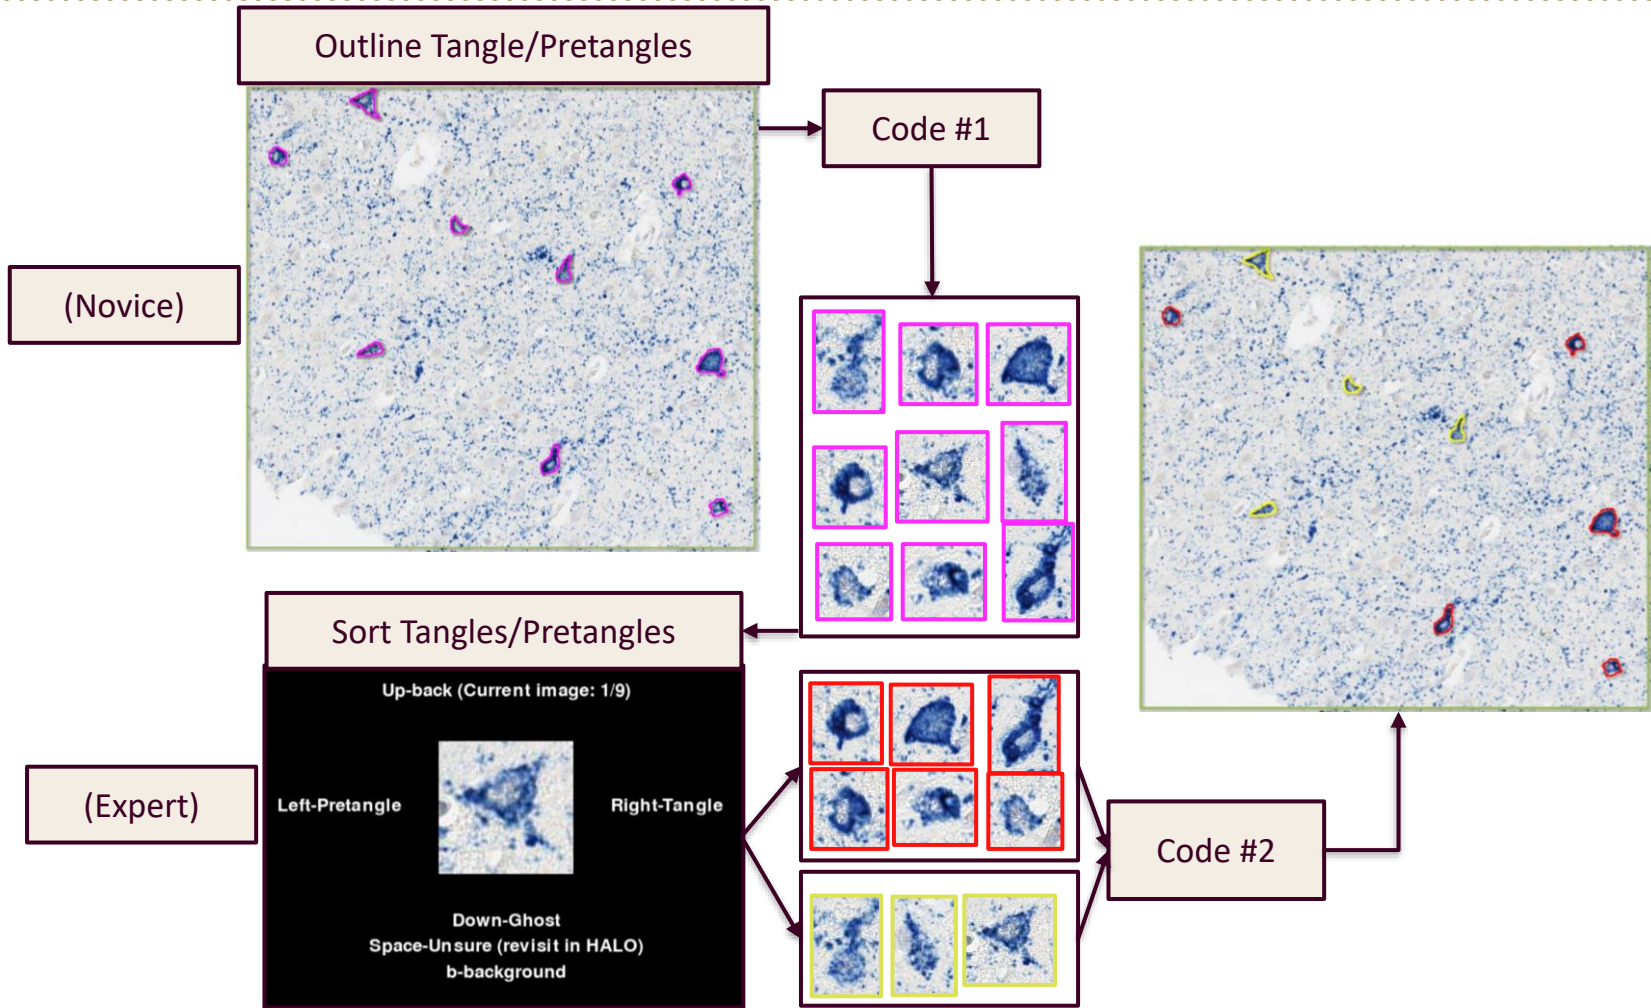 Outline Tangle/Pretangles
Code #1
(Novice)
Sort Tangles/Pretangles
Up-back (Current image: 1/9)
Left-Pretangle
Right-Tangle
(Expert)
Down-Ghost
Space-Unsure (revisit in HALO)
b-background
Code #2